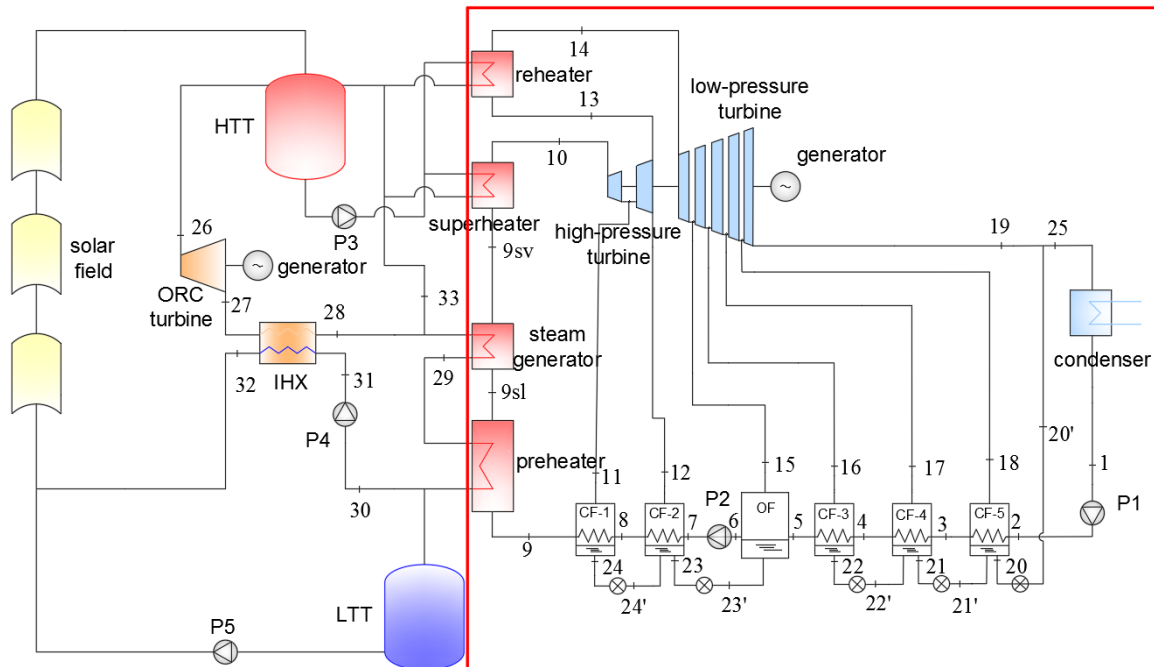 14
reheater
13
HTT
low-pressure
turbine
10
generator
~
superheater
P3
26
solar
field
~
generator
ORC
turbine
27
28
33
9sv
high-pressure
turbine
19
25
steam
generator
condenser
32
IHX
31
29
9sl
P4
preheater
30
11
12
15
16
17
18
20'
1
P2
P1
CF-1
CF-2
OF
CF-3
CF-4
CF-5
9
8
7
6
5
4
3
2
24
23
22
21
20
24'
23'
22'
21'
LTT
P5